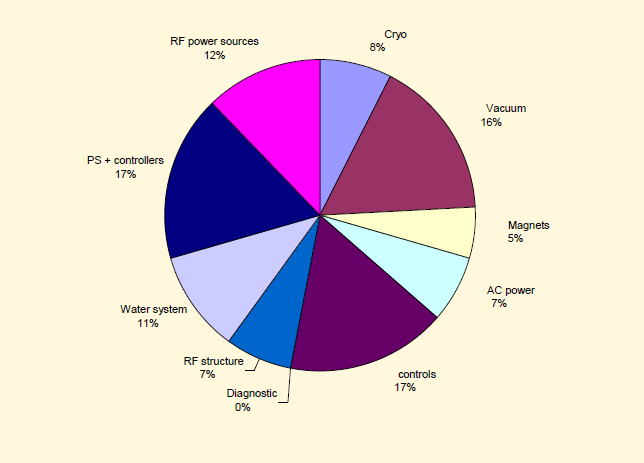 Cryo
8%
Vacuum
16%
Magnets
5%
AC power
7%
controls
17%
Diagnostic
0%
RF structure
7%
Water system
11%
PS + controllers
17%
RF power sources
12%